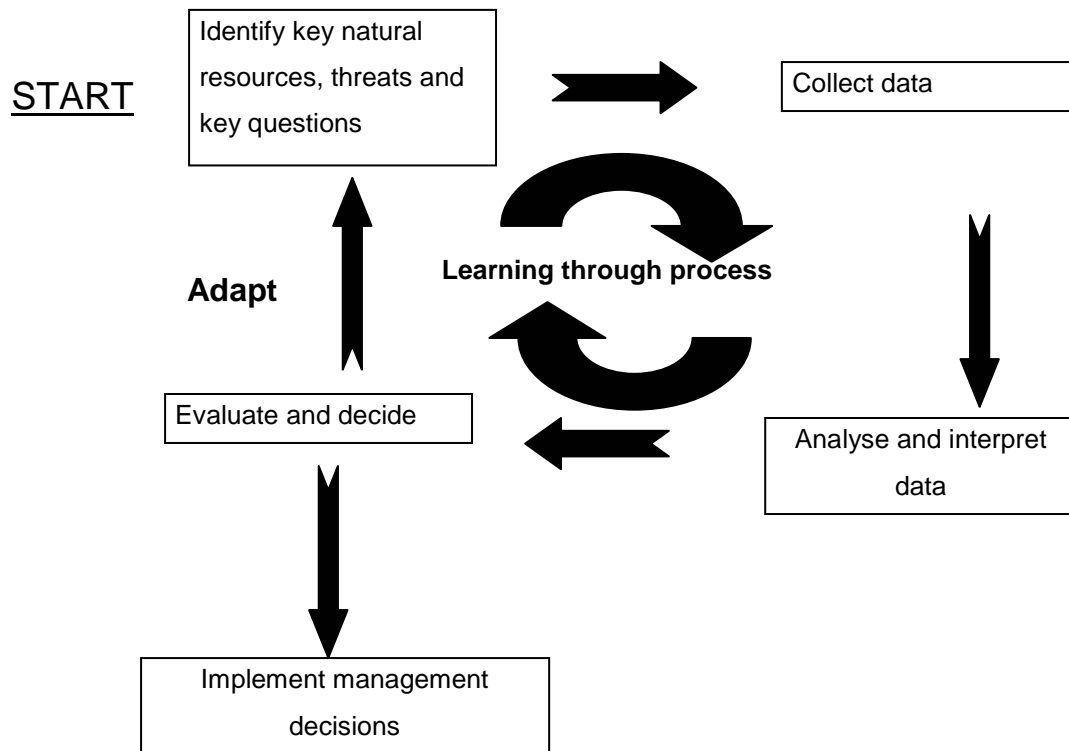 START
Identify key natural
resources, threats and
key questions
Collect data
Learning through process
Adapt
Evaluate and decide
Analyse and interpret
data
Implement management
decisions